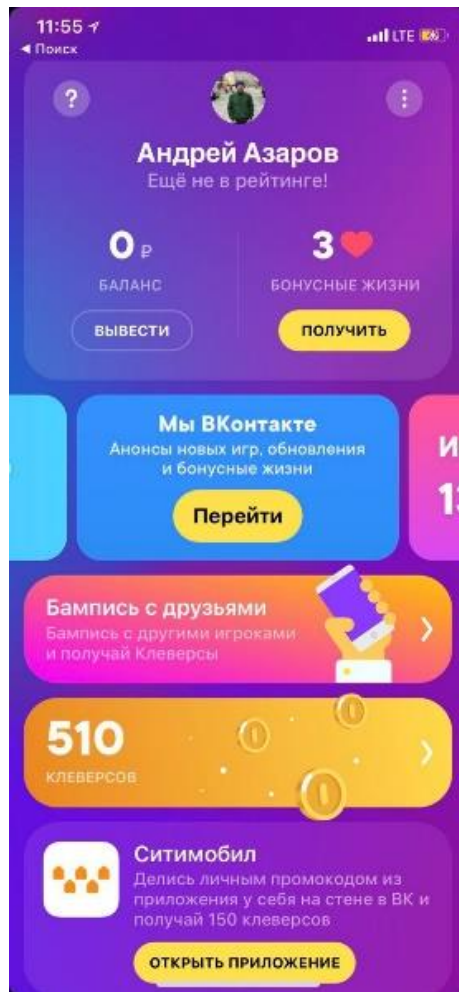 11:55
◀ Поиск
LTE
?
Андрей Азаров
Ещё не в рейтинге!
0 ₽
3
БАЛАНС
БОНУСНЫЕ ЖИЗНИ
ВЫВЕСТИ
ПОЛУЧИТЬ
Мы ВКонтакте
Анонсы новых игр, обновления
и бонусные жизни
Перейти
И
1
Бампись с друзьями
Бампись с другими игроками
и получай Клеверсы
510
КЛЕВЕРСОВ
Ситимобил
Делись личным промокодом из
приложения у себя на стене в ВК и
получай 150 клеверсов
ОТКРЫТЬ ПРИЛОЖЕНИЕ